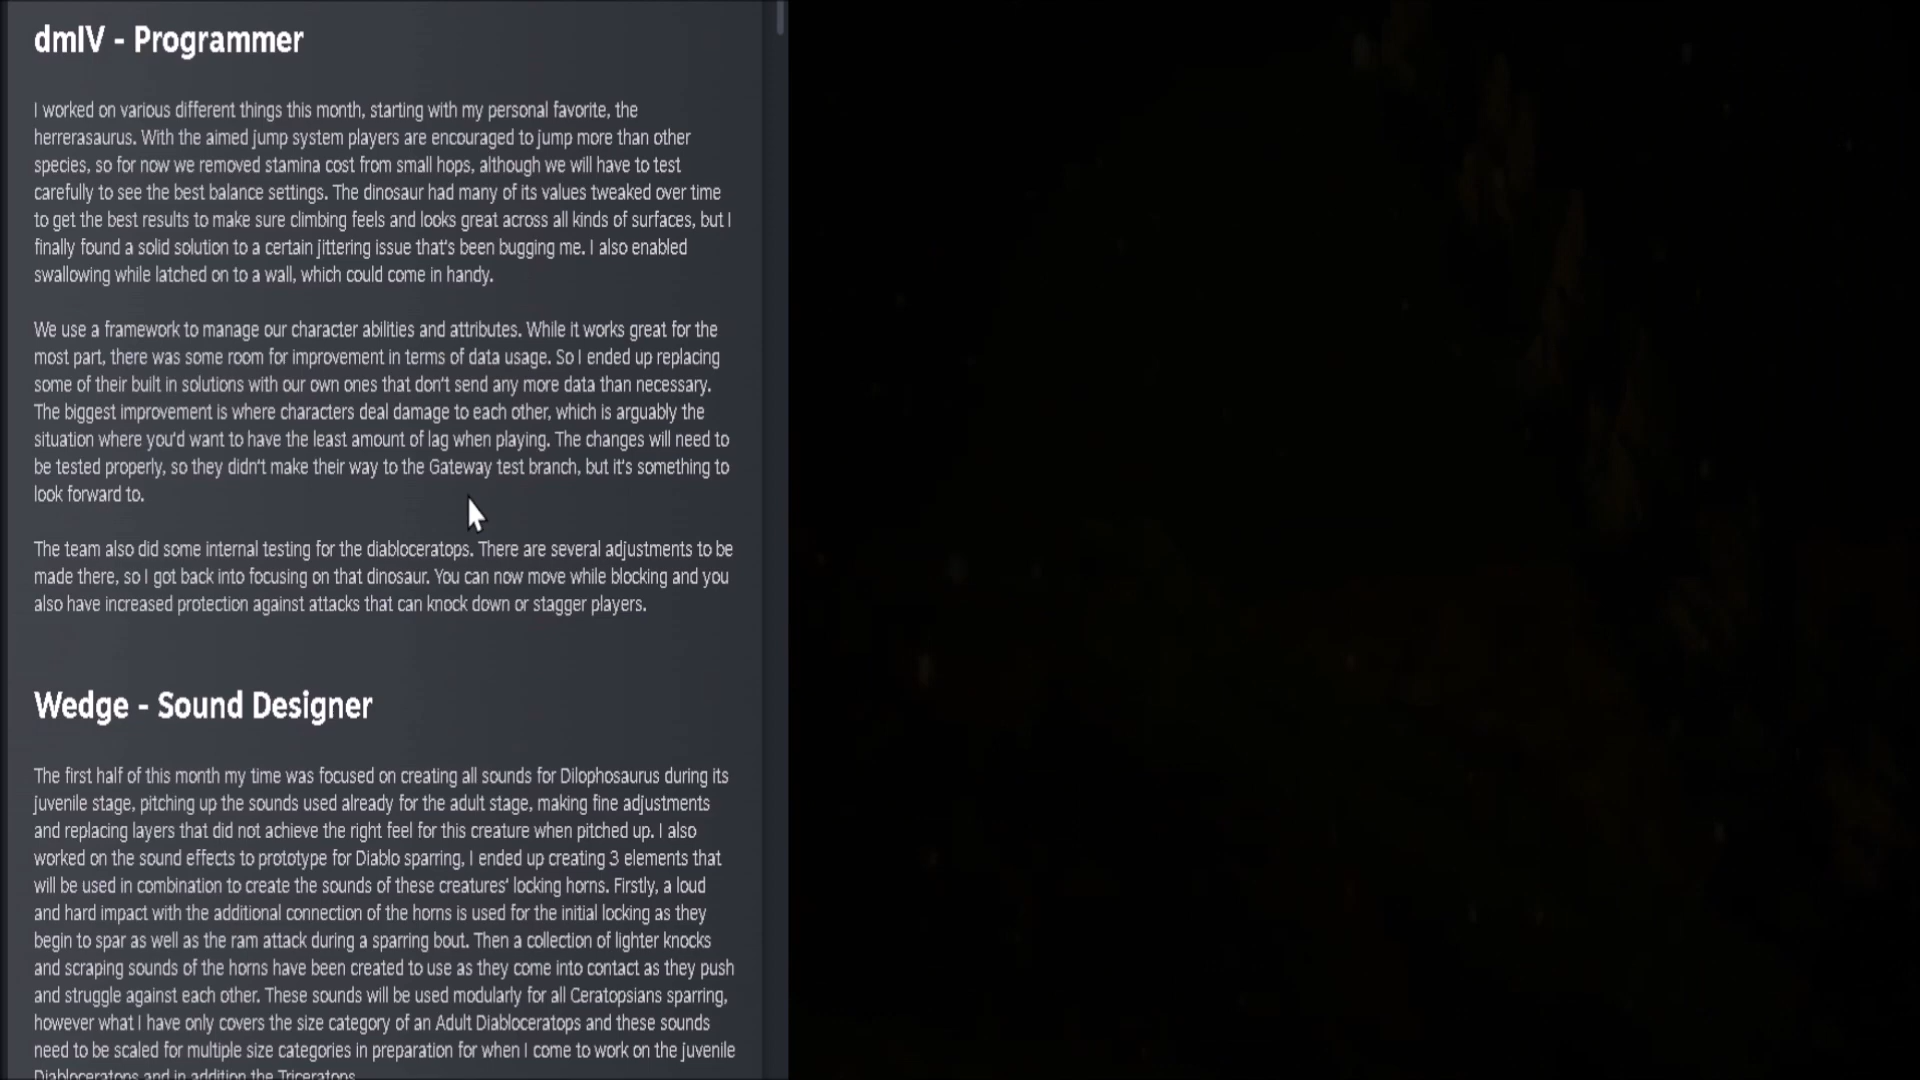 dmIV - Programmer
I worked on various different things this month, starting with my personal favorite, the
herrerasaurus. With the aimed jump system players are encouraged to jump more than other
species, so for now we removed stamina cost from small hops, although we will have to test
carefully to see the best balance settings. The dinosaur had many of its values tweaked over time
to get the best results to make sure climbing feels and looks great across all kinds of surfaces, but I
finally found a solid solution to a certain jittering issue that's been bugging me. I also enabled
swallowing while latched on to a wall, which could come in handy.
We use a framework to manage our character abilities and attributes. While it works great for the
most part, there was some room for improvement in terms of data usage. So I ended up replacing
some of their built in solutions with our own ones that don't send any more data than necessary.
The biggest improvement is where characters deal damage to each other, which is arguably the
situation where you'd want to have the least amount of lag when playing. The changes will need to
be tested properly, so they didn't make their way to the Gateway test branch, but it's something to
look forward to.
The team also did some internal testing for the diabloceratops. There are several adjustments to be
made there, so I got back into focusing on that dinosaur. You can now move while blocking and you
also have increased protection against attacks that can knock down or stagger players.
Wedge - Sound Designer
The first half of this month my time was focused on creating all sounds for Dilophosaurus during its
juvenile stage, pitching up the sounds used already for the adult stage, making fine adjustments
and replacing layers that did not achieve the right feel for this creature when pitched up. I also
worked on the sound effects to prototype for Diablo sparring, I ended up creating 3 elements that
will be used in combination to create the sounds of these creatures' locking horns. Firstly, a loud
and hard impact with the additional connection of the horns is used for the initial locking as they
begin to spar as well as the ram attack during a sparring bout. Then a collection of lighter knocks
and scraping sounds of the horns have been created to use as they come into contact as they push
and struggle against each other. These sounds will be used modularly for all Ceratopsians sparring,
however what I have only covers the size category of an Adult Diabloceratops and these sounds
need to be scaled for multiple size categories in preparation for when I come to work on the juvenile
Diabloceratops and in addition the Triceratops.